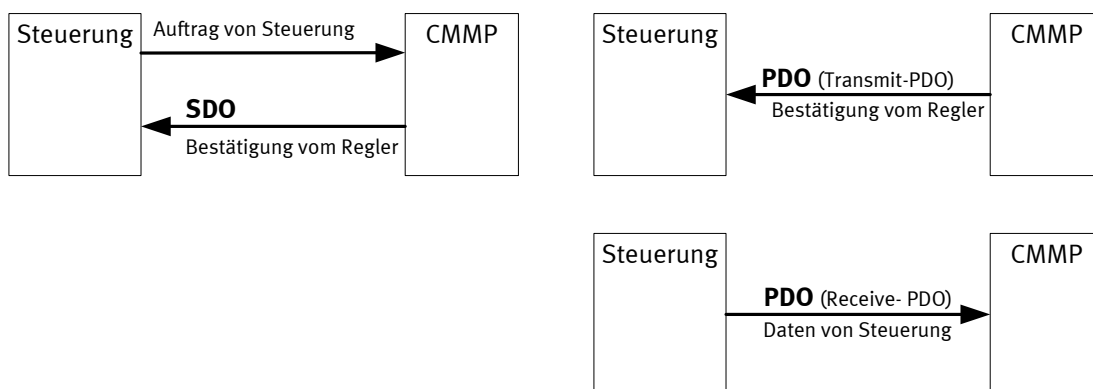 Steuerung
Auftrag von Steuerung
CMMP
SDO
Bestätigung vom Regler
Steuerung
CMMP
PDO (Transmit-PDO)
Bestätigung vom Regler
Steuerung
CMMP
PDO (Receive- PDO)
Daten von Steuerung